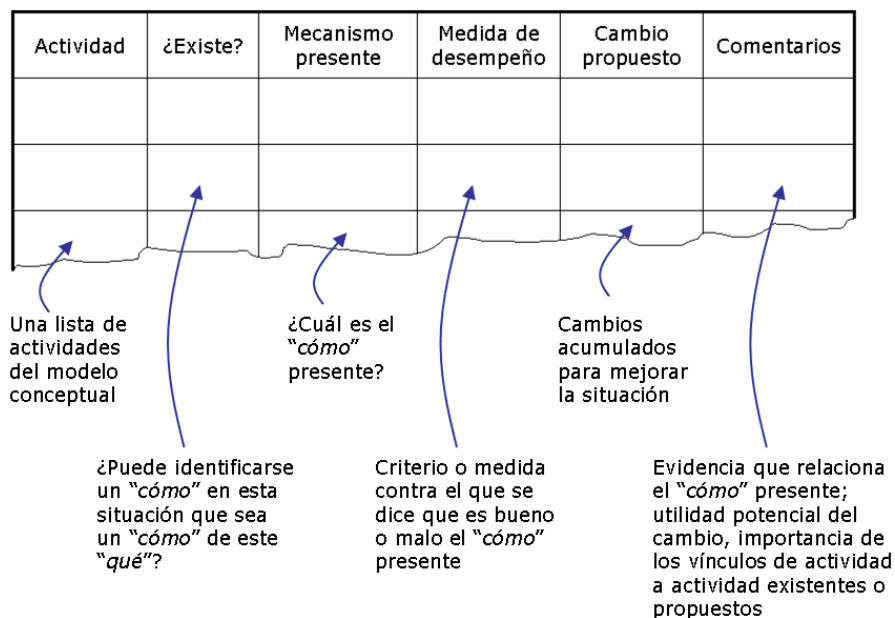 Actividad
¿Existe?
Mecanismo
presente
Medida de
desempeño
Cambio
propuesto
Comentarios
Una lista de
actividades
del modelo
conceptual
¿Cuál es el
“cómo”
presente?
Cambios
acumulados
para mejorar
la situación
¿Puede identificarse
un “cómo” en esta
situación que sea
un “cómo” de este
“qué”?
Criterio o medida
contra el que se
dice que es bueno
o malo el “cómo”
presente
Evidencia que relaciona
el “cómo” presente;
utilidad potencial del
cambio, importancia de
los vínculos de actividad
a actividad existentes o
propuestos